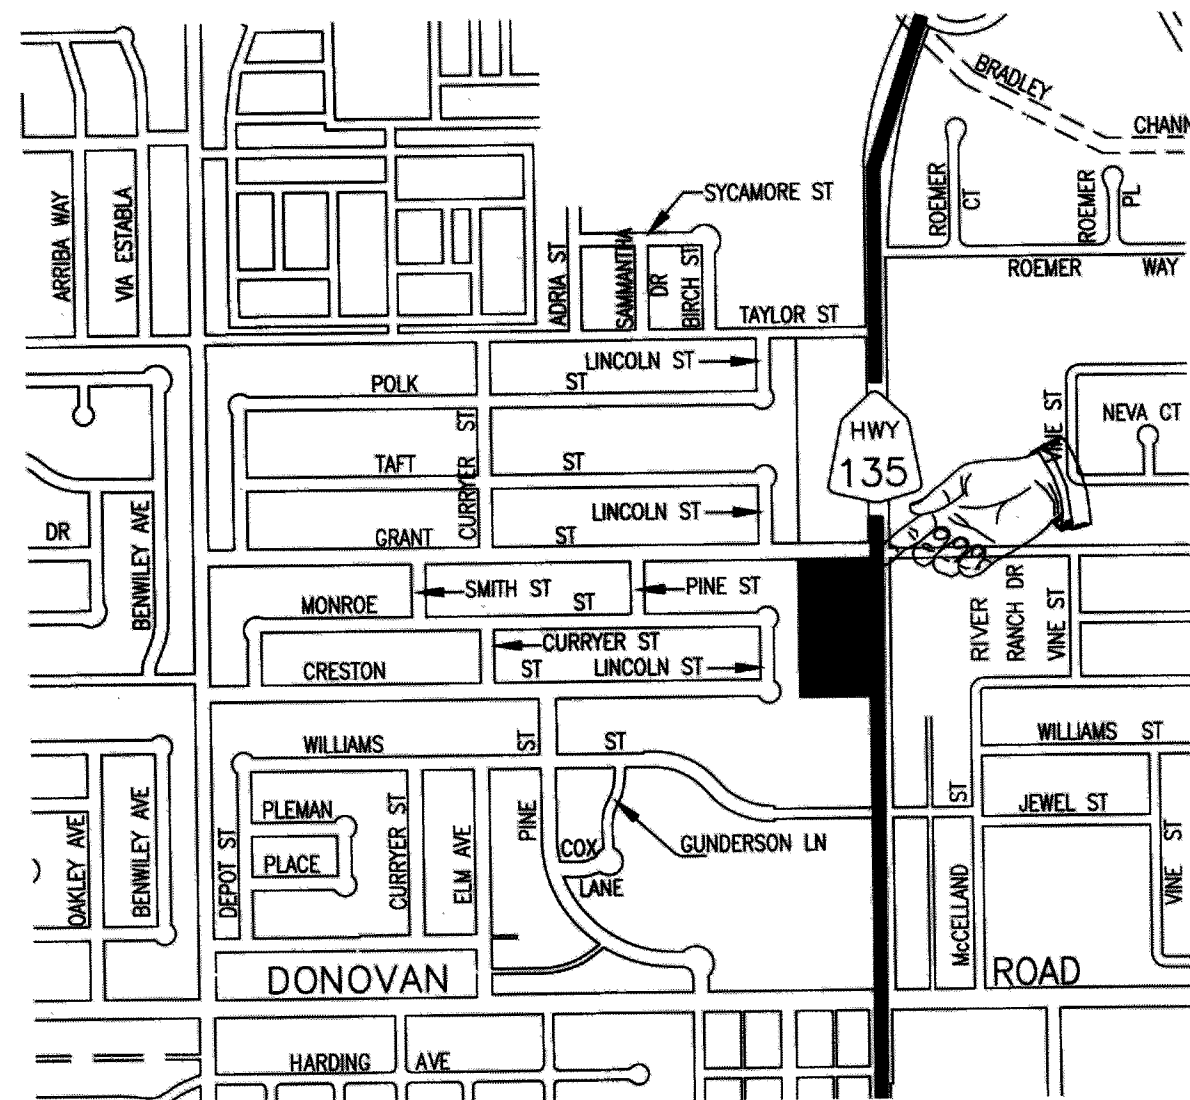 BRADLEY
CHANN
ROEMER
CT
ROEMER
PL
ARRIBA WAY
VIA ESTABLA
SYCAMORE ST
ADRIA ST
SAMMANTHA
DR
BIRCH ST
ROEMER WAY
TAYLOR ST
LINCOLN ST
POLK ST
VINE ST
NEVA CT
CURRYER ST
HWY
135
TAFT ST
LINCOLN ST
DR
BENWILEY AVE
GRANT ST
SMITH ST
PINE ST
RIVER
RANCH DR
VINE ST
MONROE ST
CURRYER ST
CRESTON ST
LINCOLN ST
WILLIAMS ST
PINE ST
WILLIAMS ST
OAKLEY AVE
BENWILEY AVE
DEPOT ST
PLEMAN
PLACE
CURRYER ST
ELM AVE
COX
LANE
GUNDERSON LN
McCELLAND ST
JEWEL ST
VINE ST
DONOVAN ROAD
HARDING AVE